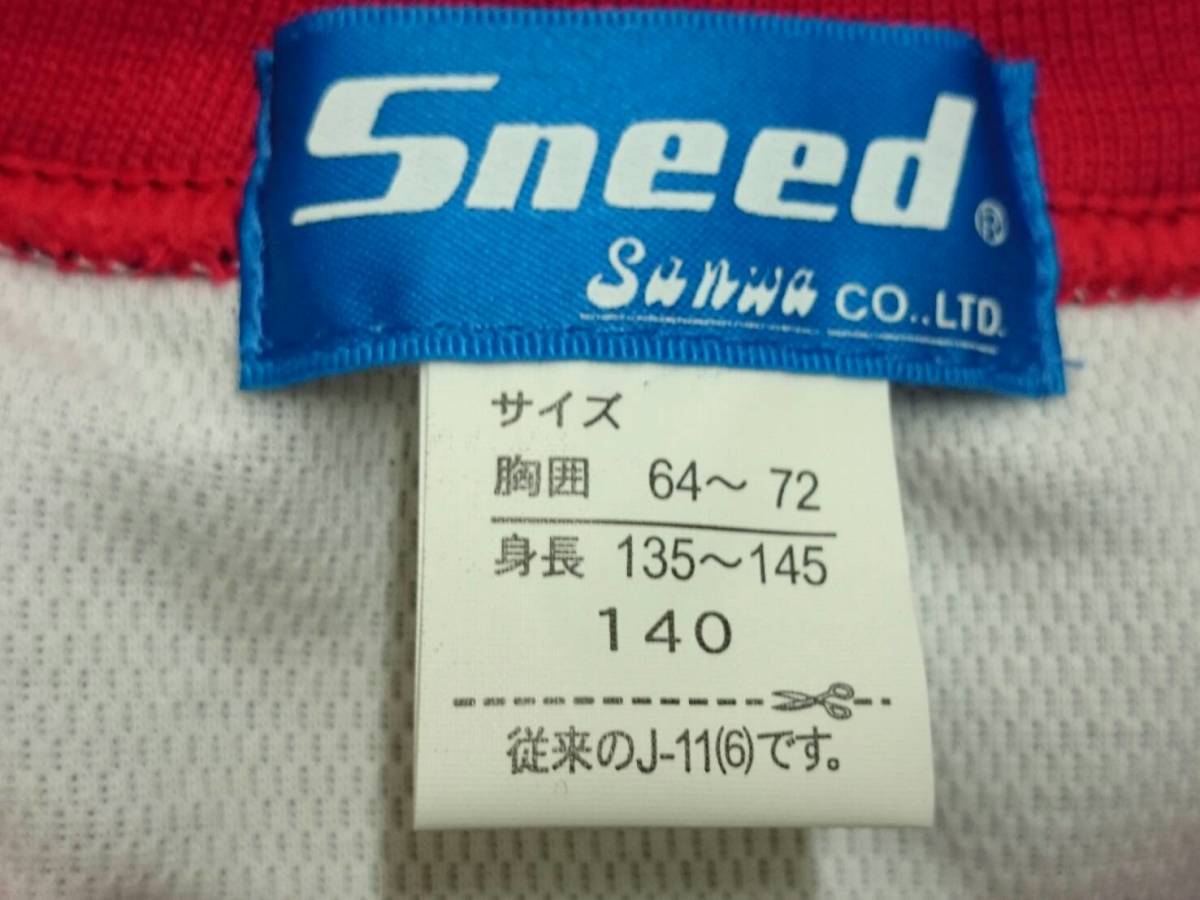 Sneed®
Sanwa CO.,LTD.
サイズ
胸囲 64～72
身長 135～145
140
従来のJ-11(6)です。